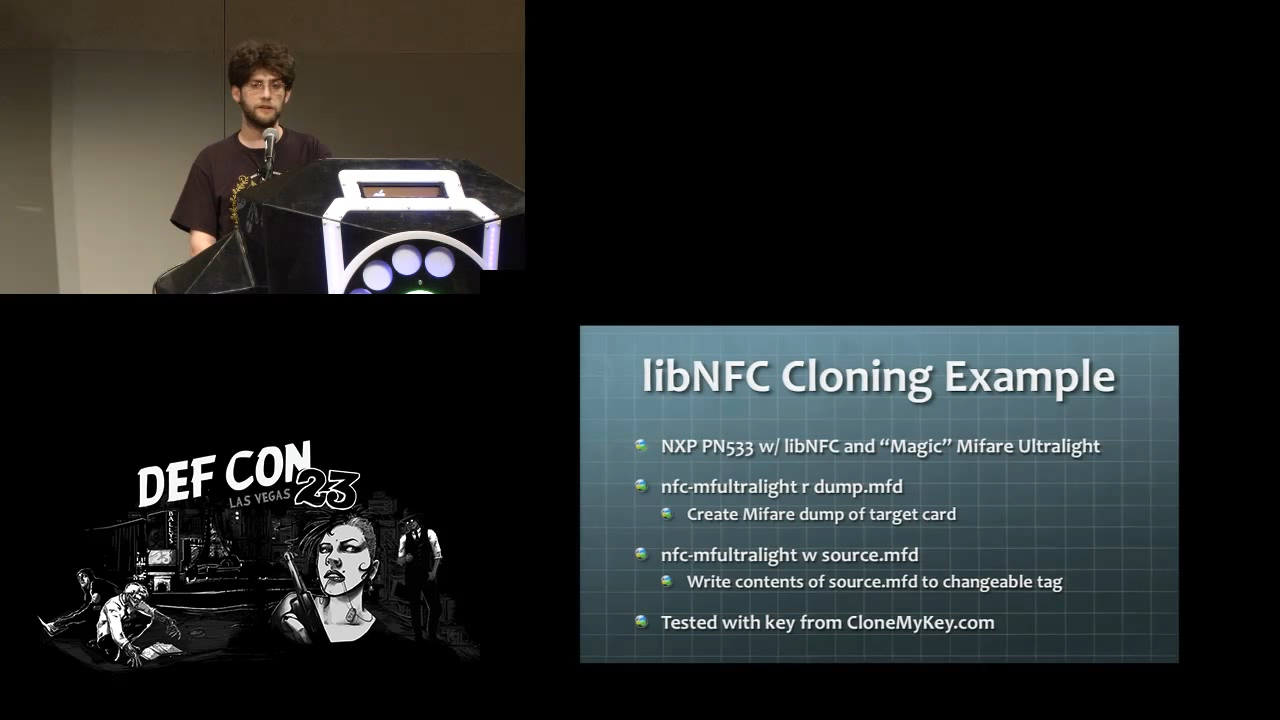 DEF CON
LAS VEGAS 23
BALLYS
23
libNFC Cloning Example
NXP PN533 w/ libNFC and “Magic” Mifare Ultralight
nfc-mfultralight r dump.mfd
Create Mifare dump of target card
nfc-mfultralight w source.mfd
Write contents of source.mfd to changeable tag
Tested with key from CloneMyKey.com